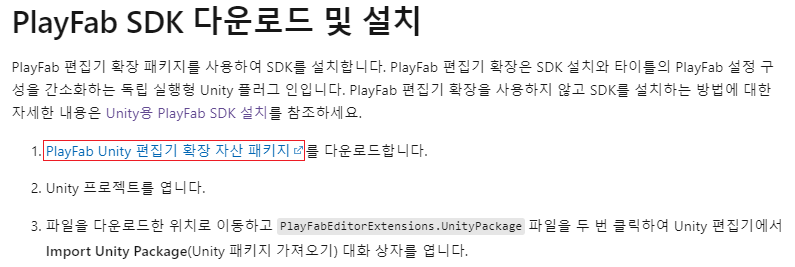 PlayFab SDK 다운로드 및 설치
PlayFab 편집기 확장 패키지를 사용하여 SDK를 설치합니다. PlayFab 편집기 확장은 SDK 설치와 타이틀의 PlayFab 설정 구
성을 간소화하는 독립 실행형 Unity 플러그 인입니다. PlayFab 편집기 확장을 사용하지 않고 SDK를 설치하는 방법에 대한
자세한 내용은 Unity용 PlayFab SDK 설치를 참조하세요.
1. PlayFab Unity 편집기 확장 자산 패키지를 다운로드합니다.
2. Unity 프로젝트를 엽니다.
3. 파일을 다운로드한 위치로 이동하고 PlayFabEditorExtensions.UnityPackage 파일을 두 번 클릭하여 Unity 편집기에서
Import Unity Package(Unity 패키지 가져오기) 대화 상자를 엽니다.